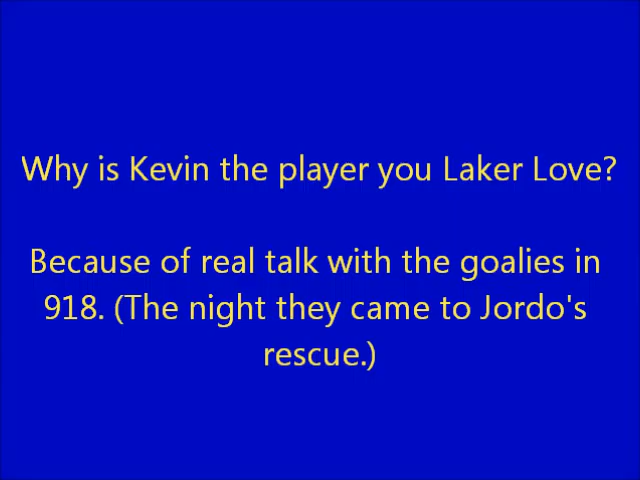 Why is Kevin the player you Laker Love?
Because of real talk with the goalies in
918. (The night they came to Jordo's
rescue.)